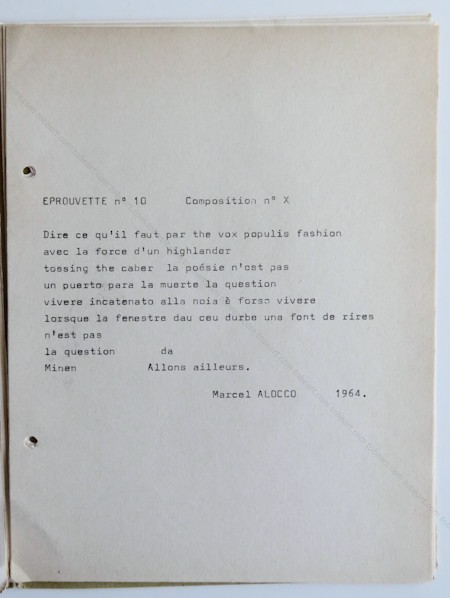 EPROUVETTE nº 10 Composition nº X
Dire ce qu'il faut par the vox populis fashion
avec la force d'un highlander
tossing the caber la poésie n'est pas
un puerto para la muerte la question
vivere incatenato alla noia è forse vivere
lorsque la fenestre dau ceu durbe una font de rires
n'est pas
la question da
Minen Allons ailleurs.
Marcel ALOCCO 1964.